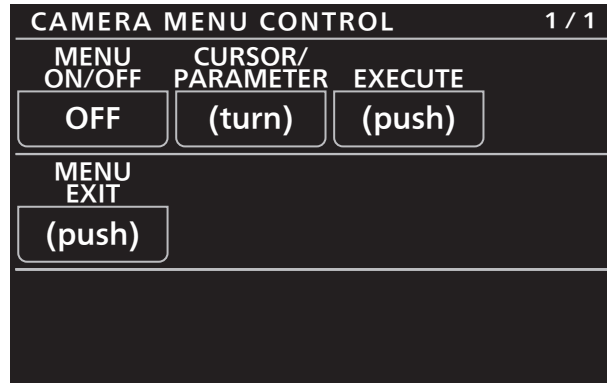 CAMERA MENU CONTROL 1 / 1
MENU ON/OFF
CURSOR/ PARAMETER
EXECUTE
OFF
(turn)
(push)
MENU EXIT
(push)